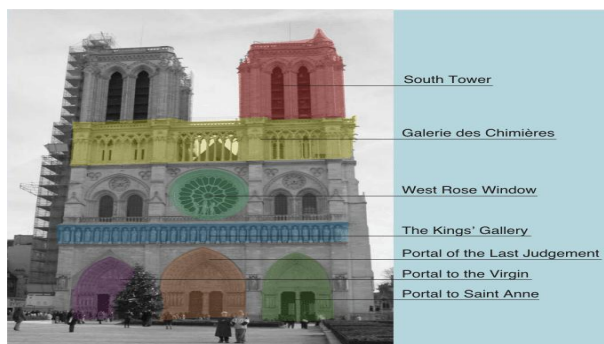 South Tower
Galerie des Chimières
West Rose Window
The Kings' Gallery
Portal of the Last Judgement
Portal to the Virgin
Portal to Saint Anne